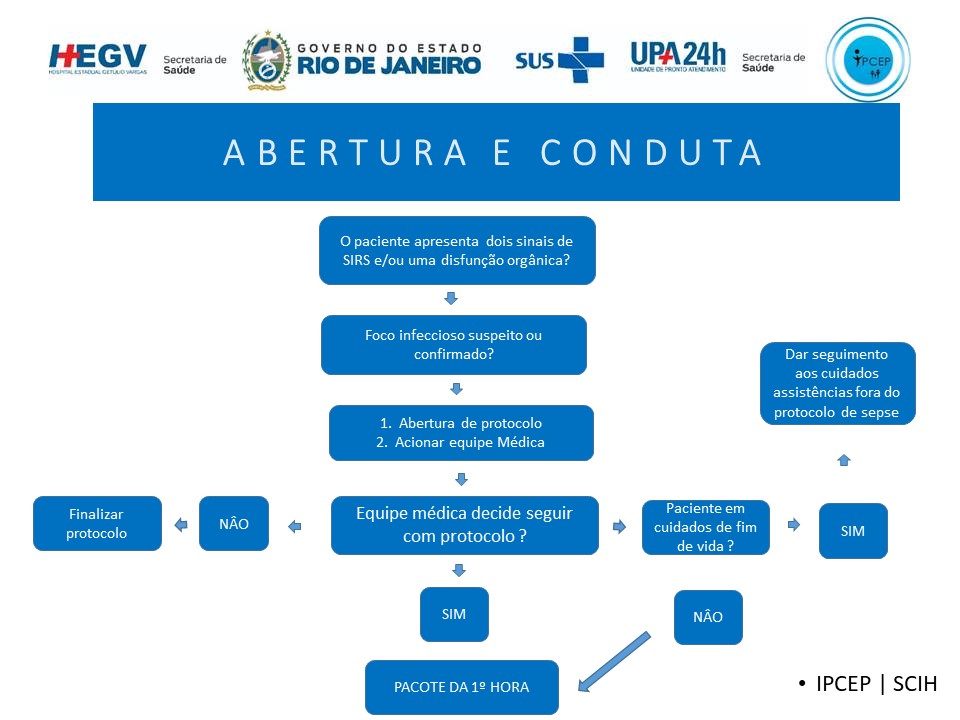 HEGV
HOSPITAL ESTADUAL GETULIO VARGAS
Secretaria de
Saúde
GOVERNO DO ESTADO
RIO DE JANEIRO
SUS
UPA24h
UNIDADE DE PRONTO ATENDIMENTO
Secretaria de
Saúde
IPCEP
ABERTURA E CONDUTA
O paciente apresenta dois sinais de
SIRS e/ou uma disfunção orgânica?
Foco infeccioso suspeito ou
confirmado?
Dar seguimento
aos cuidados
assistências fora do
protocolo de sepse
1. Abertura de protocolo
2. Acionar equipe Médica
Finalizar
protocolo
NÂO
Equipe médica decide seguir
com protocolo ?
Paciente em
cuidados de fim
de vida ?
SIM
SIM
NÂO
PACOTE DA 1º HORA
• IPCEP | SCIH